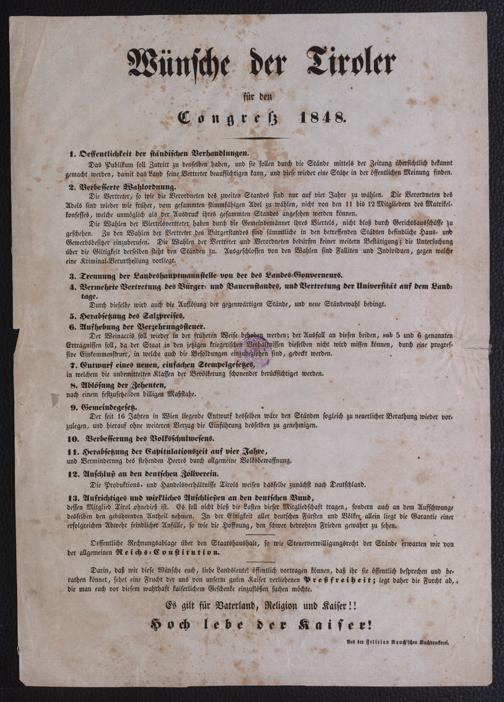 Wünsche der Tiroler
für den
Congreß 1848.
1. Oeffentlichkeit der ständischen Verhandlungen.
Das Publikum soll Zutritt zu denselben haben, und sie sollen durch die Stände mittels der Zeitung übersichtlich bekannt
gemacht werden, damit das Land seine Vertreter beaufsichtigen kann, und diese wieder eine Stütze in der öffentlichen Meinung finden.
2. Verbesserte Wahlordnung.
Die Vertreter, so wie die Verordneten des zweiten Standes sind nur auf vier Jahre zu wählen. Die Verordneten des
Adels sind wieder wie früher, vom gesammten stimmfähigen Adel zu wählen, nicht von den 11 bis 12 Mitgliedern des Matrikel-
konsesses, welche unmöglich als der Ausdruck ihres gesammten Standes angesehen werden können.
Die Wahlen der Viertelsvertreter haben durch die Gemeindemänner ihres Viertels, nicht bloß durch Gerichtsausschüsse zu
geschehen. Zu den Wahlen der Vertreter des Bürgerstandes sind sämmtliche in den betreffenden Städten befindliche Haus- und
Gewerbsbesitzer einzuberufen. Die Wahlen der Vertreter und Verordneten bedürfen keiner weitern Bestättigung; die Untersuchung
über die Gültigkeit derselben steht den Ständen zu. Ausgeschlossen von den Wahlen sind Falliten und Individuen, gegen welche
eine Kriminal-Verurtheilung vorliegt.
3. Trennung der Landeshauptmannstelle von der des Landes-Gouverneurs.
4. Vermehrte Vertretung des Bürger- und Bauernstandes, und Vertretung der Universität auf dem Land-
tage.
Durch dieselbe wird auch die Auflösung der gegenwärtigen Stände, und neue Ständewahl bedingt.
5. Herabsetzung des Salzpreises.
6. Aufhebung der Verzehrungssteuer.
Der Weinaccis soll wieder in der früheren Weise behoben werden; der Ausfall an diesen beiden, sub 5 und 6 genannten
Erträgnissen soll, da der Staat in den jetzigen kriegerischen Verhältnissen dieselben nicht wird missen können, durch eine progres-
sive Einkommensteuer, in welche auch die Besoldungen einzubeziehen sind, gedeckt werden.
7. Entwurf eines neuen, einfachen Stempelgesetzes,
in welchem die unbemittelten Klassen der Bevölkerung schonender berücksichtiget werden.
8. Ablösung der Zehenten,
nach einem festzusetzenden billigen Maßstabe.
9. Gemeindegesetz.
Der seit 16 Jahren in Wien liegende Entwurf desselben wäre den Ständen sogleich zu neuerlicher Berathung wieder vor-
zulegen, und hierauf ohne weiteren Verzug die Einführung desselben zu genehmigen.
10. Verbesserung des Volksschulwesens.
11. Herabsetzung der Capitulationszeit auf vier Jahre,
und Verminderung des stehenden Heeres durch allgemeine Volksbewaffnung.
12. Anschluß an den deutschen Zollverein.
Die Produktions- und Handelsverhältnisse Tirols weisen dasselbe zunächst nach Deutschland.
13. Aufrichtiges und wirkliches Anschließen an den deutschen Bund,
dessen Mitglied Tirol ohnehin ist. Es soll nicht bloß die Lasten dieser Mitgliedschaft tragen, sondern auch an dem Aufschwunge
desselben den gebührenden Antheil nehmen. In der Einigkeit aller deutschen Fürsten und Völker allein liegt die Garantie einer
erfolgreichen Abwehr feindlicher Anfälle, so wie die Hoffnung, den schwer bedrohten Frieden gewahrt zu sehen.
Oeffentliche Rechnungsablage über den Staatshaushalt, so wie Steuerverwilligungsrecht der Stände erwarten wir von
der allgemeinen Reichs-Constitution.
Darin, daß wir diese Wünsche euch, liebe Landsleute! öffentlich vortragen können, daß ihr sie öffentlich besprechen und be-
rathen könnet, sehet eine Frucht der uns von unserm guten Kaiser verliehenen Preßfreiheit; legt daher die Furcht ab,
die man euch vor diesem wahrhaft kaiserlichen Geschenke einzuflößen suchen möchte.
Es gilt für Vaterland, Religion und Kaiser!!
Hoch lebe der Kaiser!
Aus der Felician Rauch'schen Buchdruckerei.